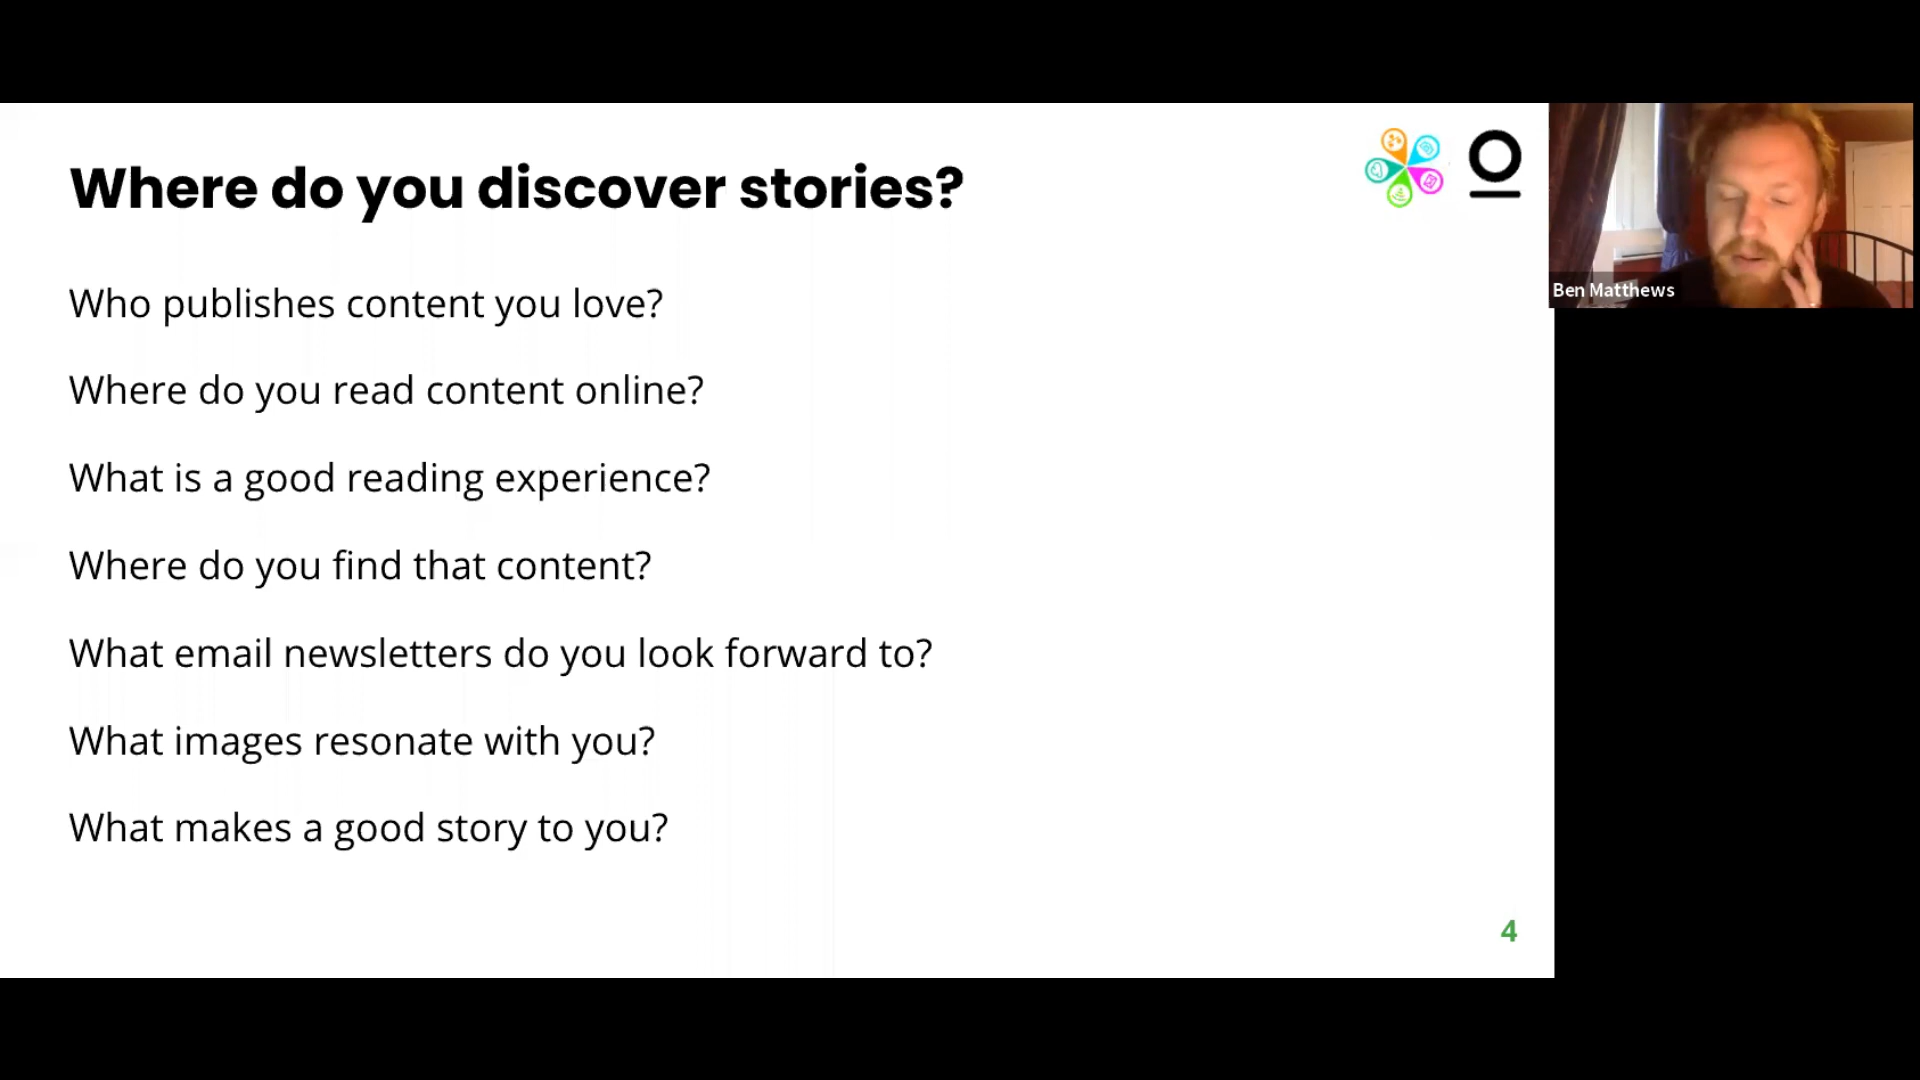 Where do you discover stories?
Who publishes content you love?
Where do you read content online?
What is a good reading experience?
Where do you find that content?
What email newsletters do you look forward to?
What images resonate with you?
What makes a good story to you?
4
Ben Matthews